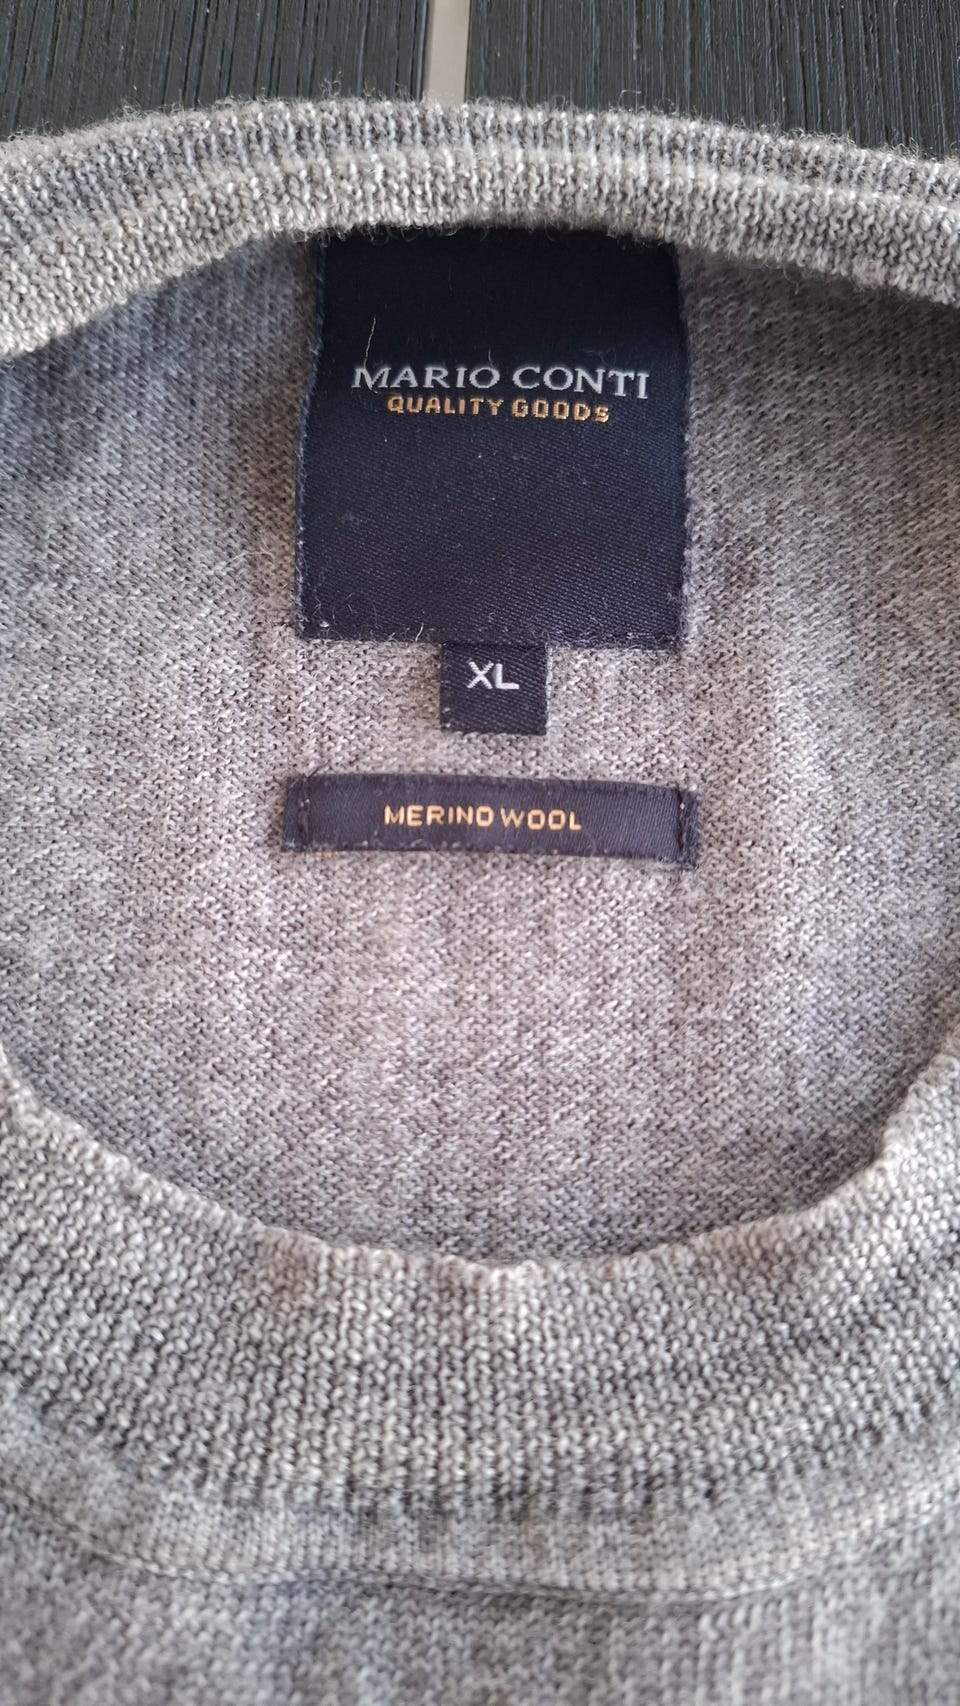 MARIO CONTI
QUALITY GOODS
XL
MERINO WOOL